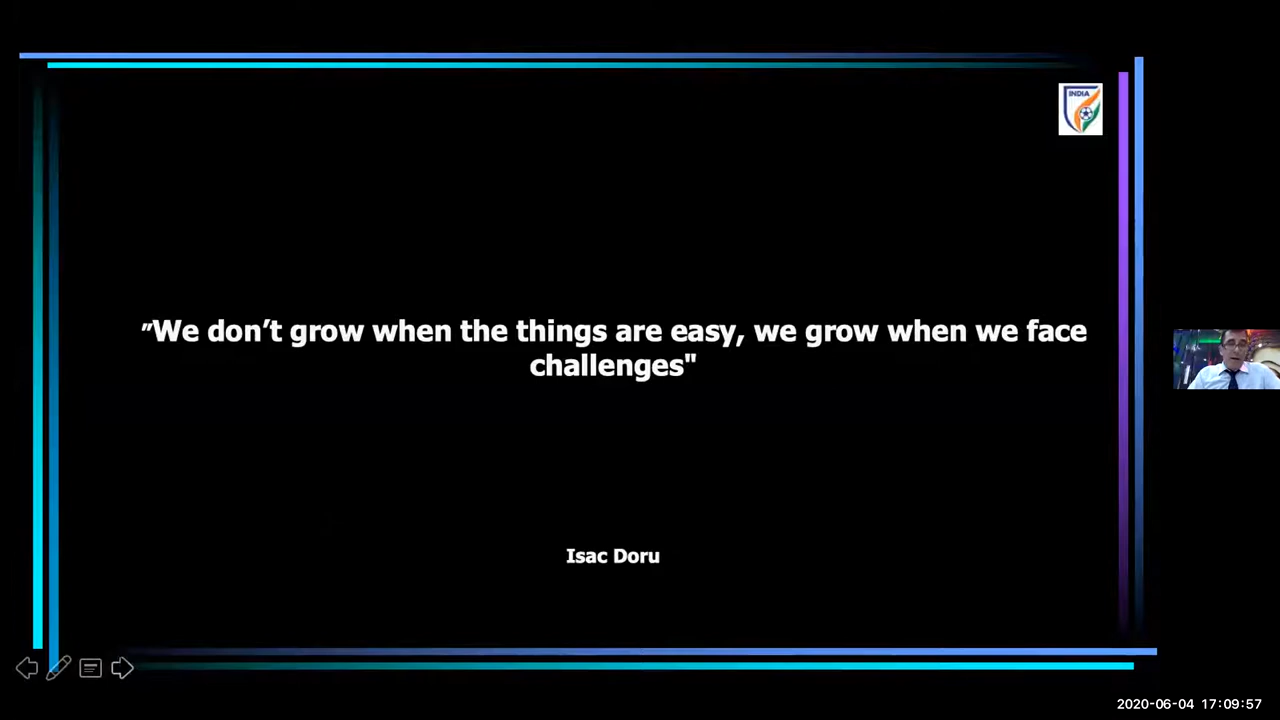 INDIA
"We don’t grow when the things are easy, we grow when we face
challenges"
Isac Doru
2020-06-04 17:09:57